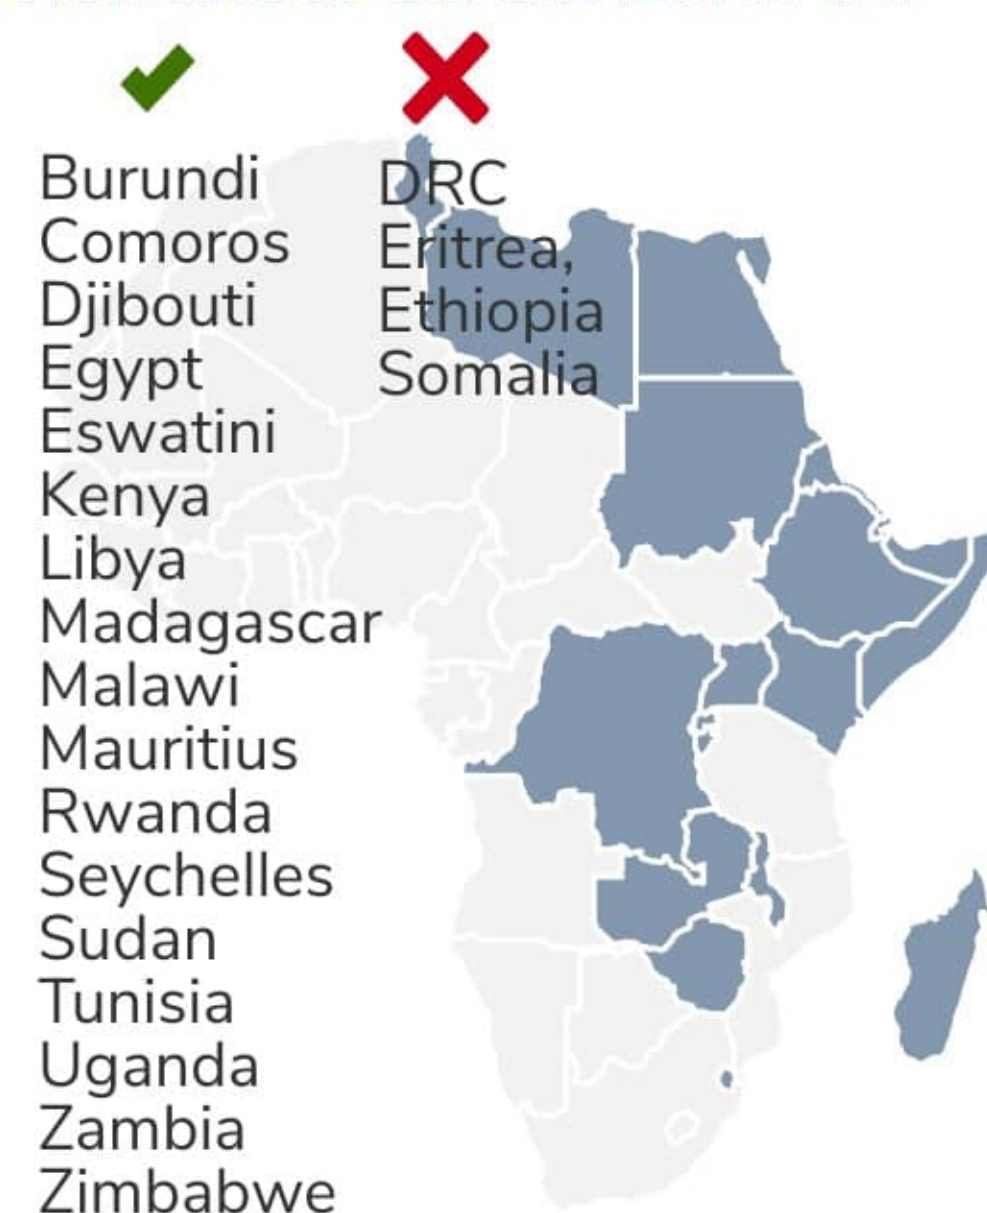 Burundi
Comoros
Djibouti
Egypt
Eswatini
Kenya
Libya
Madagascar
Malawi
Mauritius
Rwanda
Seychelles
Sudan
Tunisia
Uganda
Zambia
Zimbabwe
DRC
Eritrea,
Ethiopia
Somalia